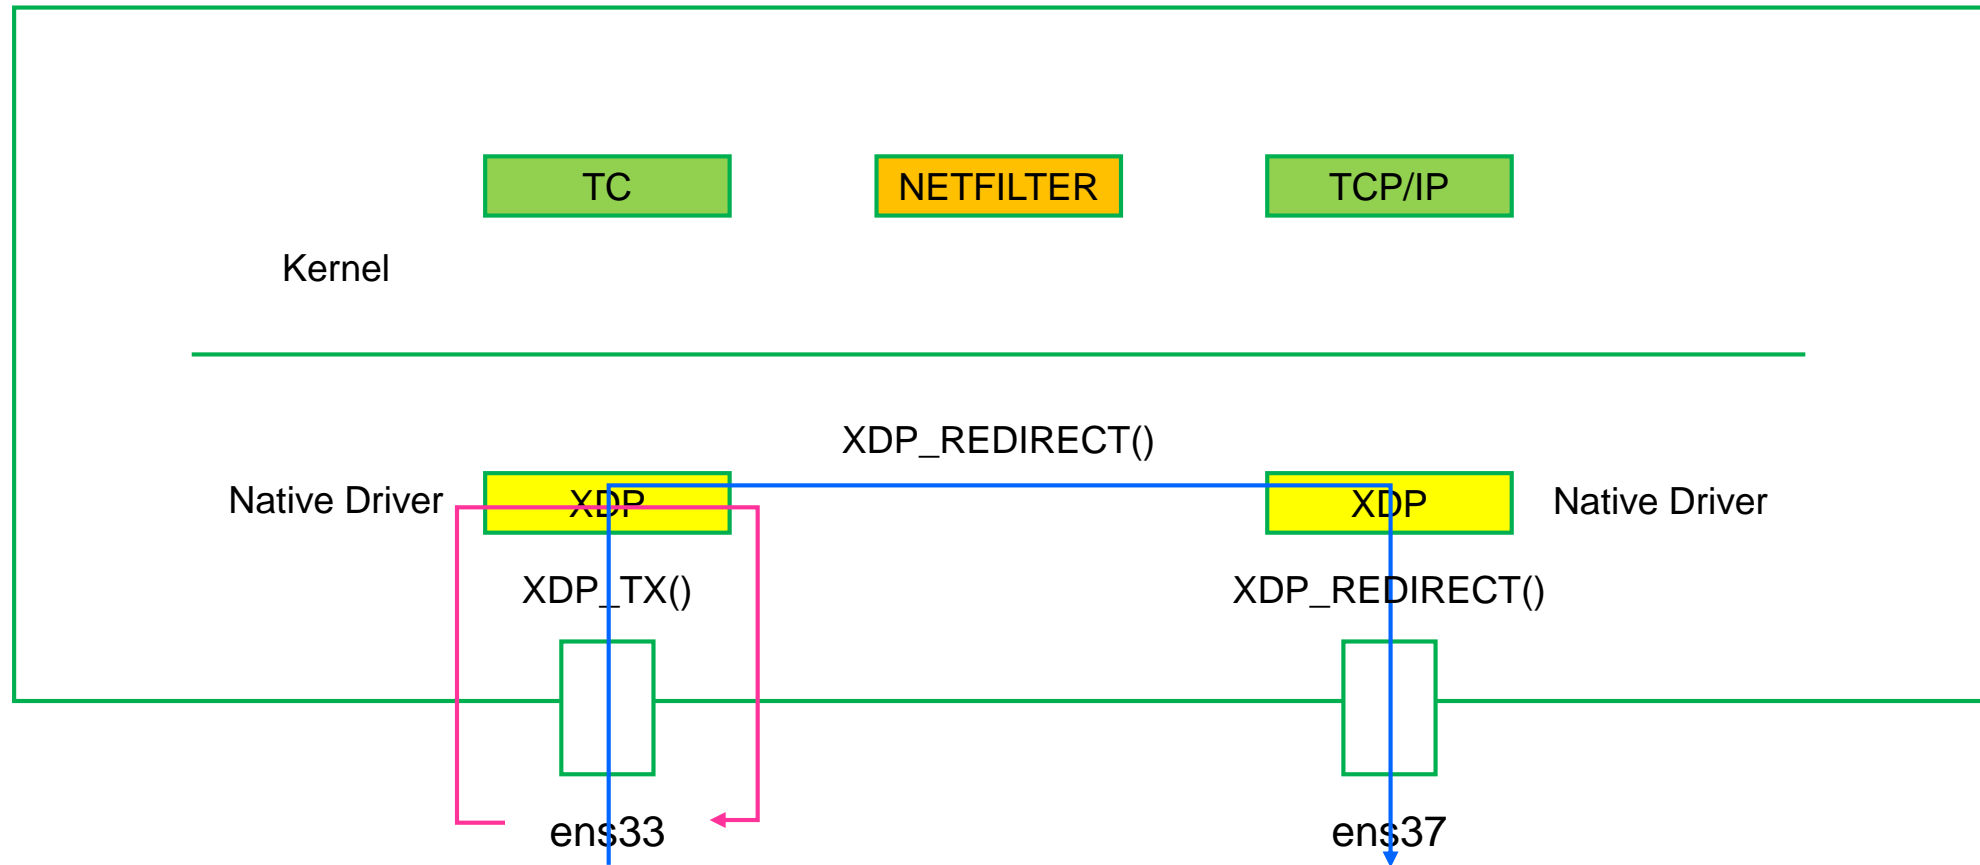 TC
NETFILTER
TCP/IP
Kernel
XDP_REDIRECT()
Native Driver
XDP
XDP
Native Driver
XDP_TX()
XDP_REDIRECT()
ens33
ens37